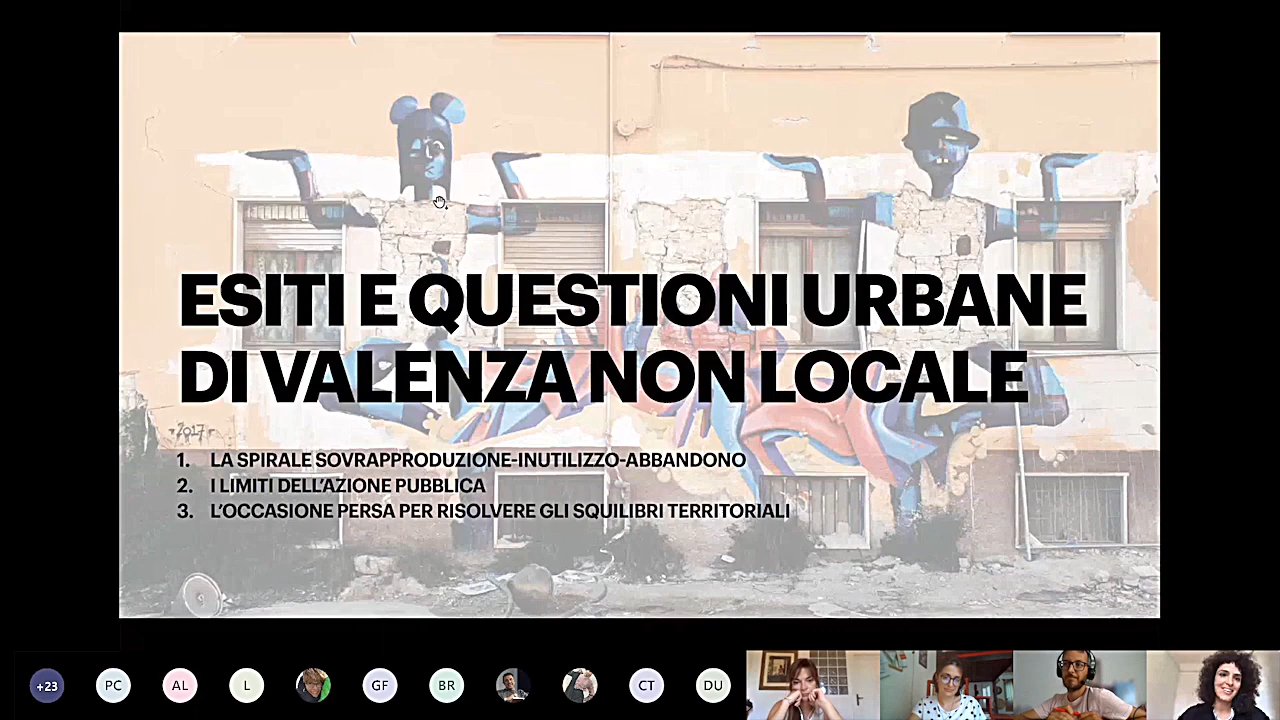 ESITI E QUESTIONI URBANE
DI VALENZA NON LOCALE
2017
1. LA SPIRALE SOVRAPPRODUZIONE-INUTILIZZO-ABBANDONO
2. I LIMITI DELL'AZIONE PUBBLICA
3. L'OCCASIONE PERSA PER RISOLVERE GLI SQUILIBRI TERRITORIALI
+23 PC AL L GF BR CT DU